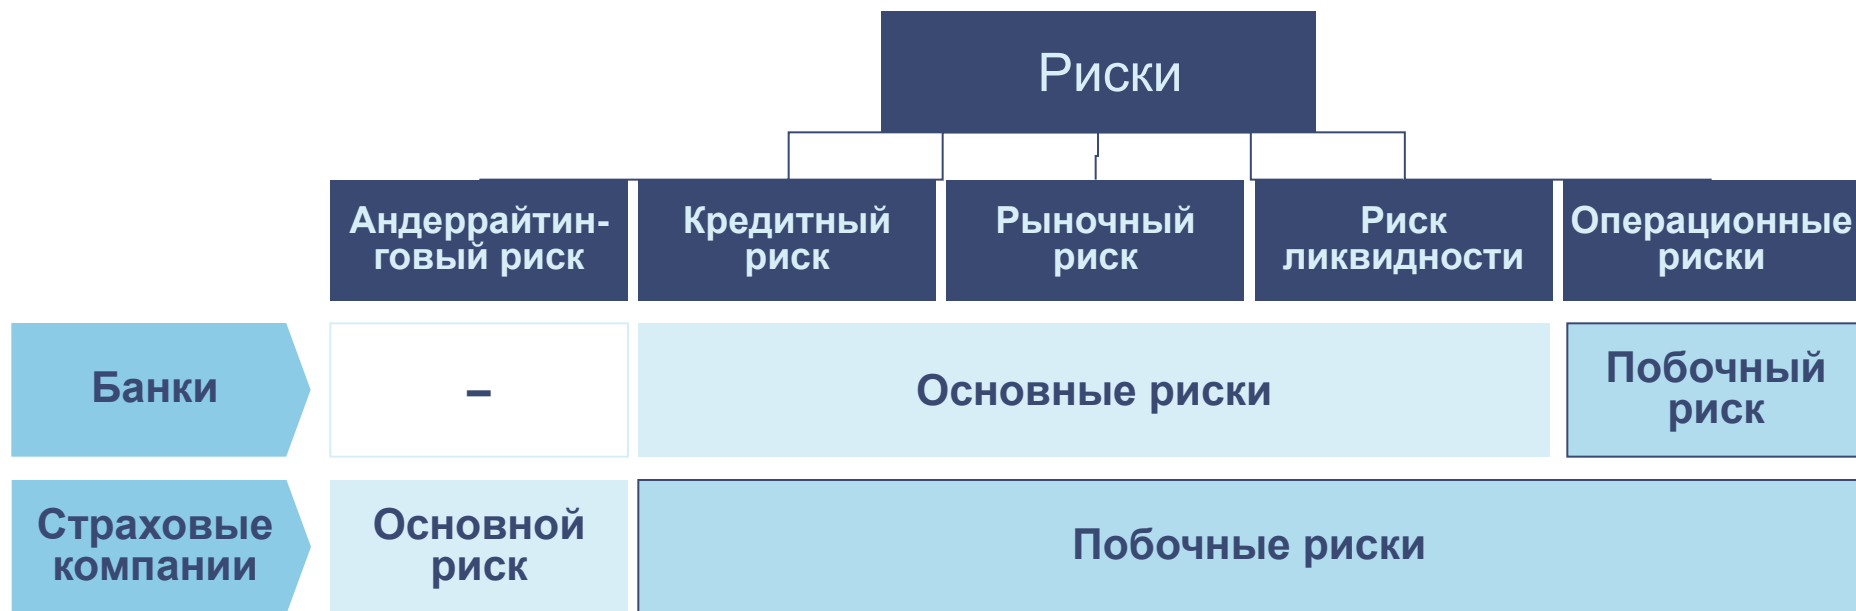 Риски
Андеррайтин-
говый риск
Кредитный
риск
Рыночный
риск
Риск
ликвидности
Операционные
риски
Банки
–
Основные риски
Побочный
риск
Страховые
компании
Основной
риск
Побочные риски